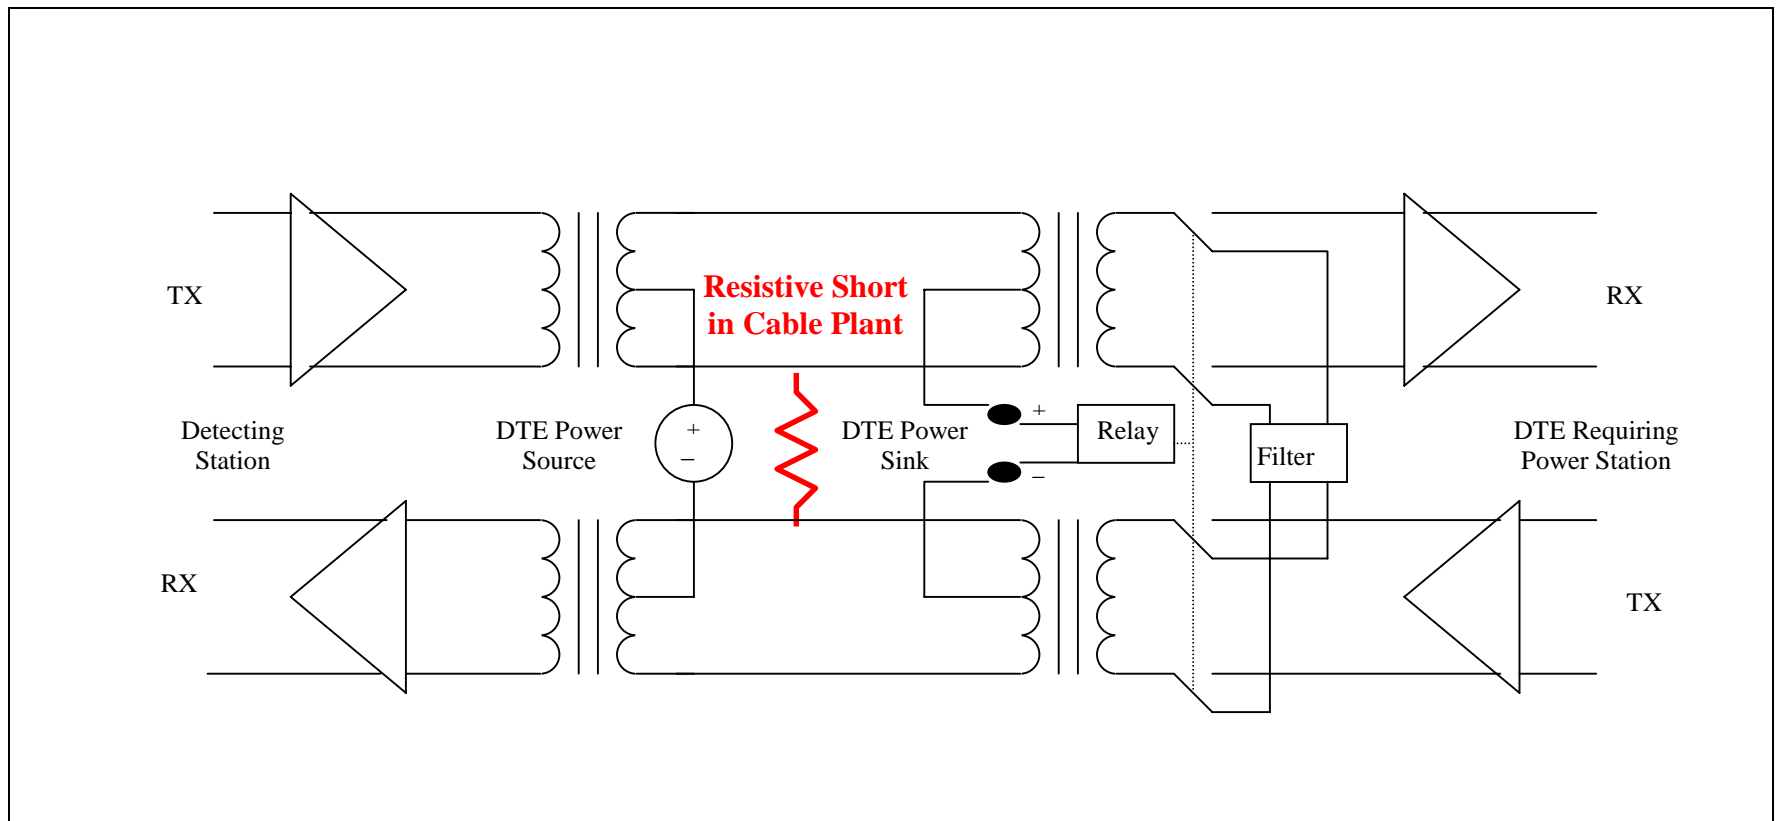 Resistive Short
in Cable Plant
TX
RX
Detecting
Station
DTE Power
Source
+
−
DTE Power
Sink
+
−
Relay
Filter
DTE Requiring
Power Station
RX
TX